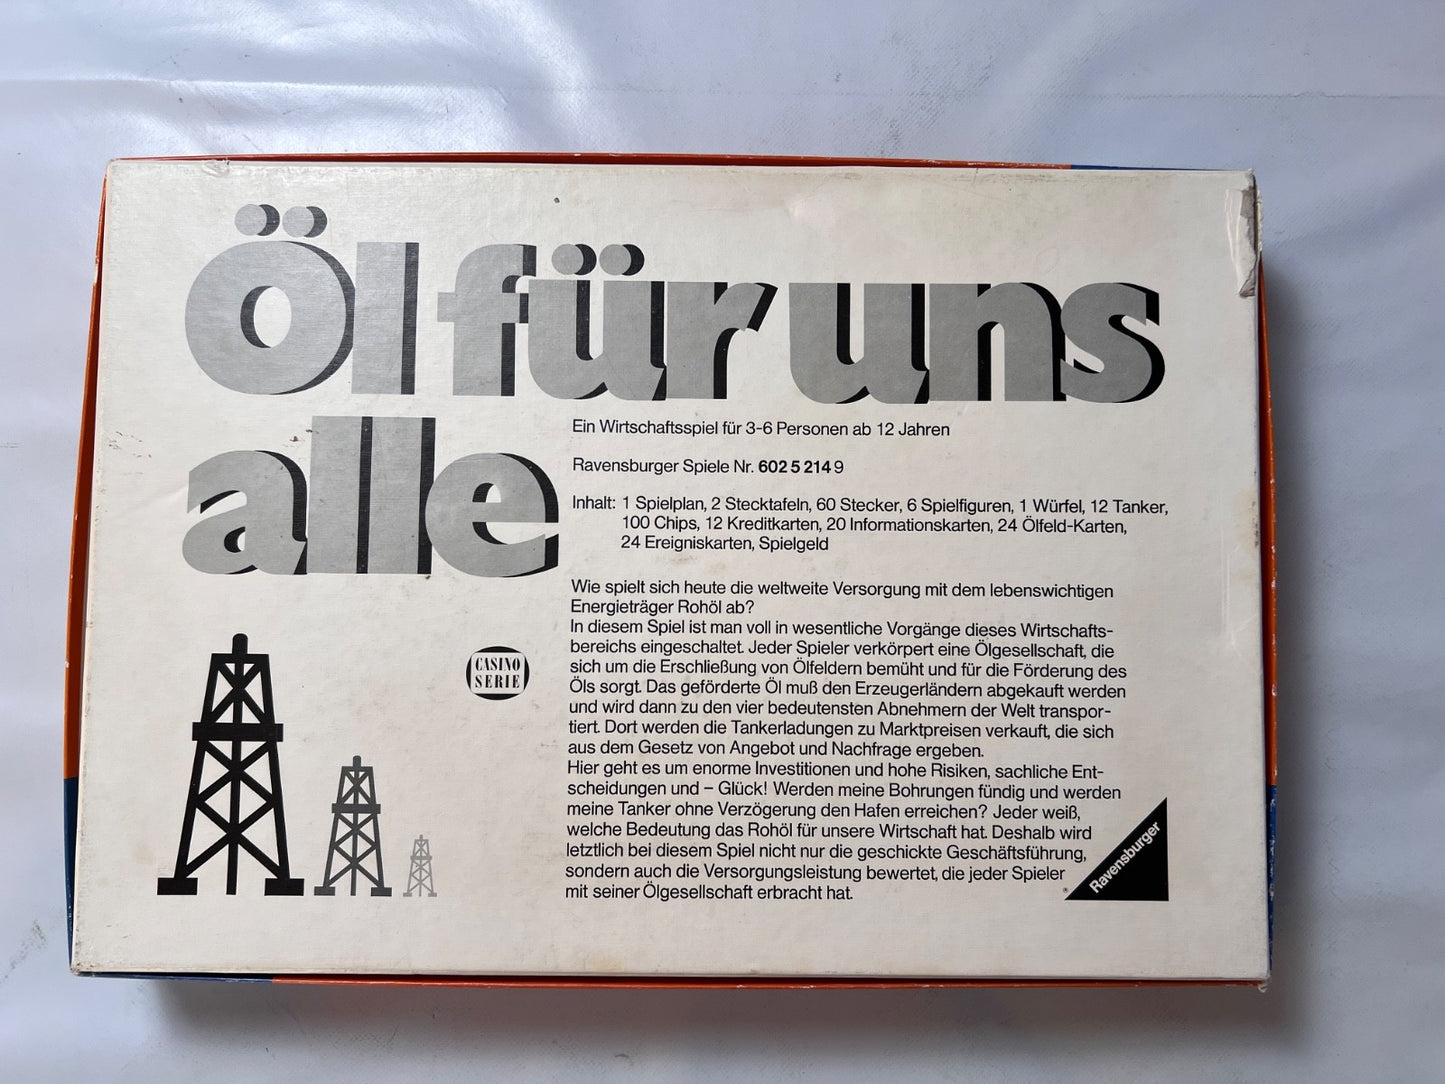 Öl für uns
alle
Ein Wirtschaftsspiel für 3-6 Personen ab 12 Jahren
Ravensburger Spiele Nr. 602 5 214 9
Inhalt: 1 Spielplan, 2 Stecktafeln, 60 Stecker, 6 Spielfiguren, 1 Würfel, 12 Tanker,
100 Chips, 12 Kreditkarten, 20 Informationskarten, 24 Ölfeld-Karten,
24 Ereigniskarten, Spielgeld
Wie spielt sich heute die weltweite Versorgung mit dem lebenswichtigen
Energieträger Rohöl ab?
In diesem Spiel ist man voll in wesentliche Vorgänge dieses Wirtschafts-
bereichs eingeschaltet. Jeder Spieler verkörpert eine Ölgesellschaft, die
sich um die Erschließung von Ölfeldern bemüht und für die Förderung des
Öls sorgt. Das geförderte Öl muß den Erzeugerländern abgekauft werden
und wird dann zu den vier bedeutensten Abnehmern der Welt transpor-
tiert. Dort werden die Tankerladungen zu Marktpreisen verkauft, die sich
aus dem Gesetz von Angebot und Nachfrage ergeben.
Hier geht es um enorme Investitionen und hohe Risiken, sachliche Ent-
scheidungen und – Glück! Werden meine Bohrungen fündig und werden
meine Tanker ohne Verzögerung den Hafen erreichen? Jeder weiß,
welche Bedeutung das Rohöl für unsere Wirtschaft hat. Deshalb wird
letztlich bei diesem Spiel nicht nur die geschickte Geschäftsführung,
sondern auch die Versorgungsleistung bewertet, die jeder Spieler
mit seiner Ölgesellschaft erbracht hat.
CASINO
SERIE
® Ravensburger